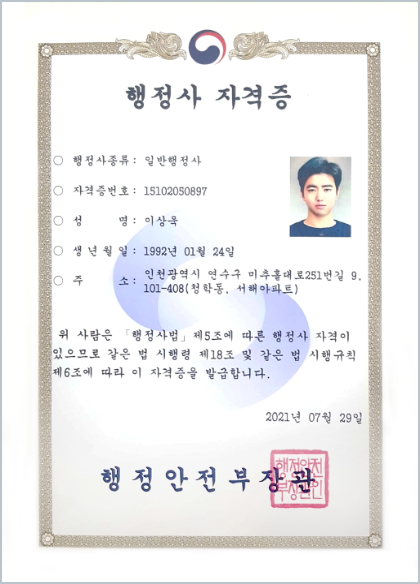 행정사 자격증
○ 행정사종류 : 일반행정사
○ 자격증번호 : 15102050897
○ 성 명 : 이상욱
○ 생년월일 : 1992년 01월 24일
○ 주 소 : 인천광역시 연수구 미추홀대로251번길 9,
101-408(청학동, 서해아파트)
위 사람은 「행정사법」 제5조에 따른 행정사 자격이
있으므로 같은 법 시행령 제18조 및 같은 법 시행규칙
제6조에 따라 이 자격증을 발급합니다.
2021년 07월 29일
행정안전부장관
행정안전
부장관인